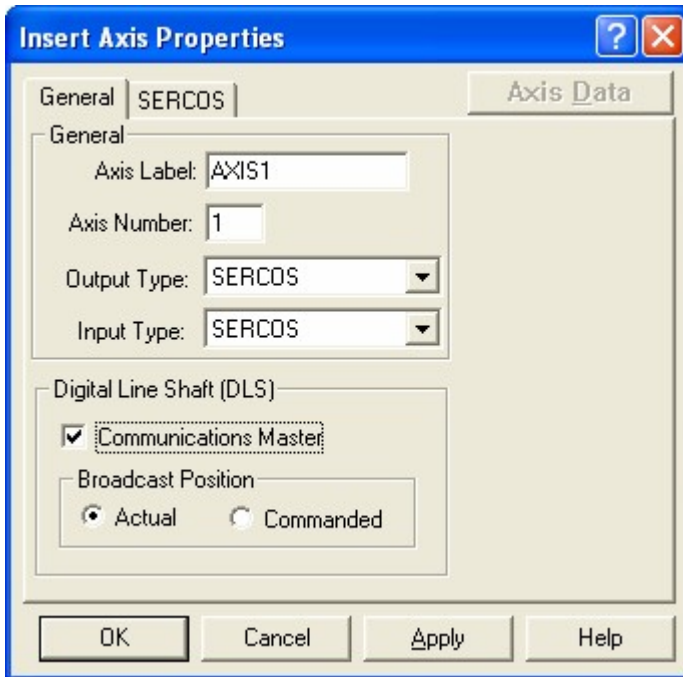 Insert Axis Properties
General SERCOS Axis Data
General
Axis Label: AXIS1
Axis Number: 1
Output Type: SERCOS
Input Type: SERCOS
Digital Line Shaft (DLS)
Communications Master
Broadcast Position
Actual Commanded
OK Cancel Apply Help